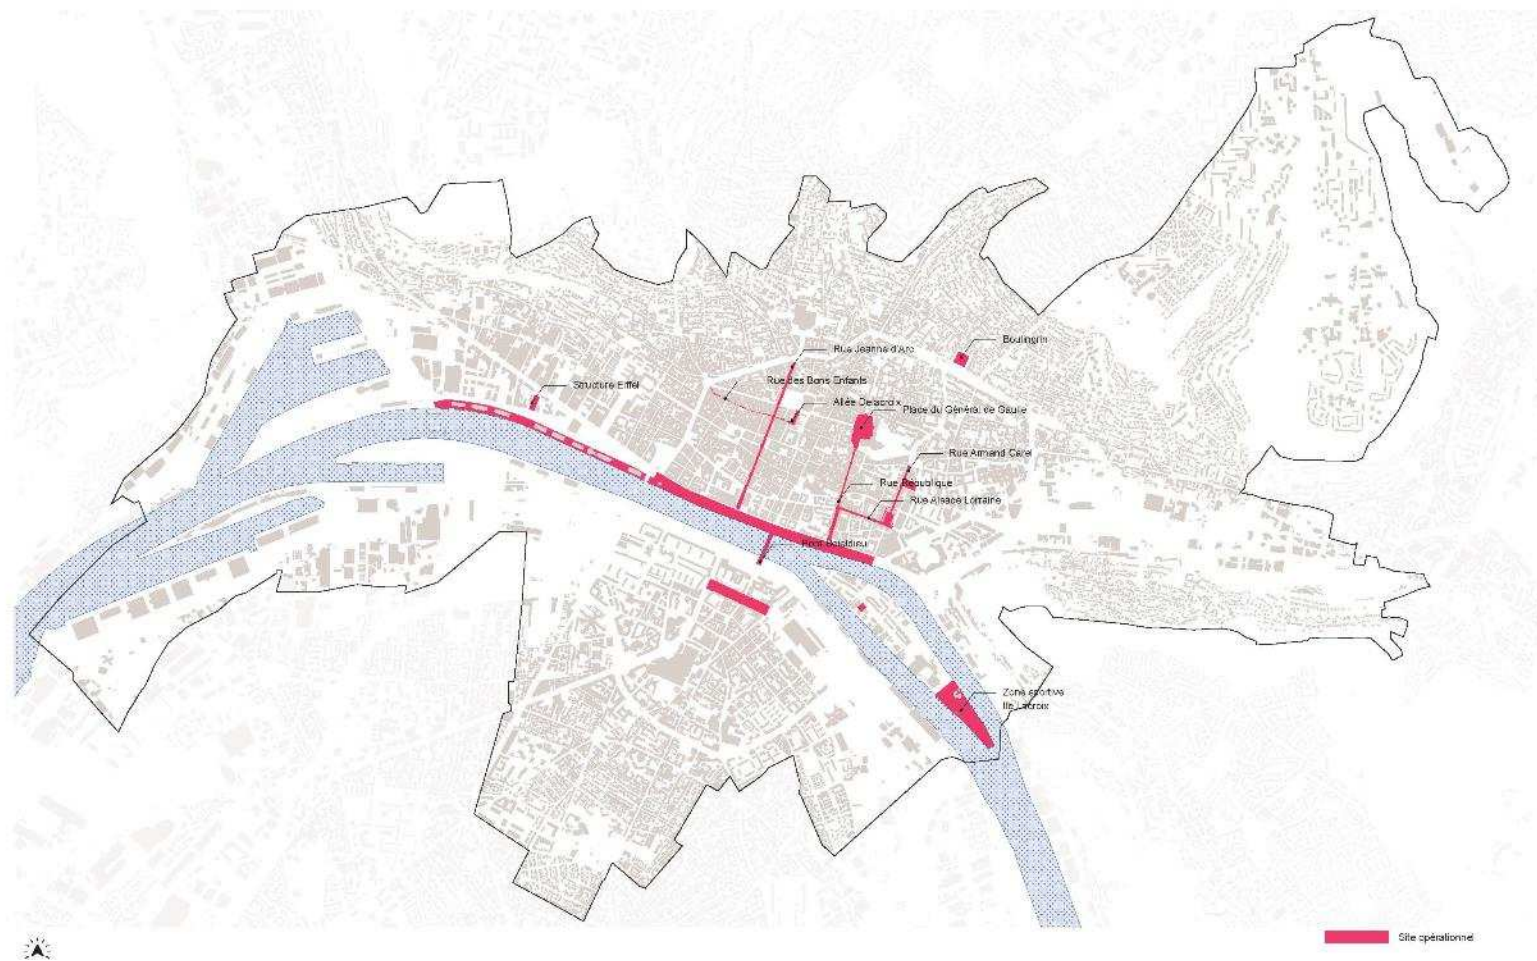 Rue Jeanne d'Arc
Boulingrin
Structure Eiffel
Rue des Bons Enfants
Allée Delacroix
Place du Général de Gaulle
Rue Armand Carel
Rue République
Rue Alsace Lorraine
Pont Boieldieu
Zone sportive
Ile Lacroix
Site opérationnel